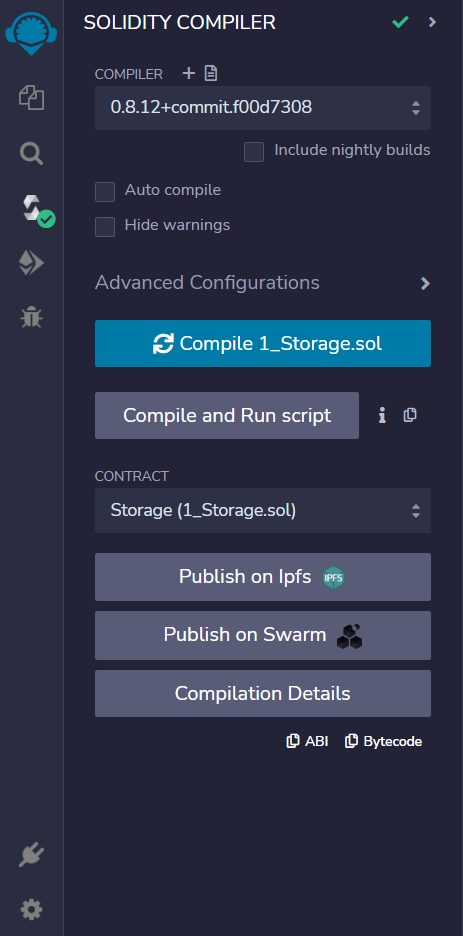 SOLIDITY COMPILER
COMPILER
0.8.12+commit.f00d7308
Include nightly builds
Auto compile
Hide warnings
Advanced Configurations
Compile 1_Storage.sol
Compile and Run script
CONTRACT
Storage (1_Storage.sol)
Publish on Ipfs IPFS
Publish on Swarm
Compilation Details
ABI Bytecode